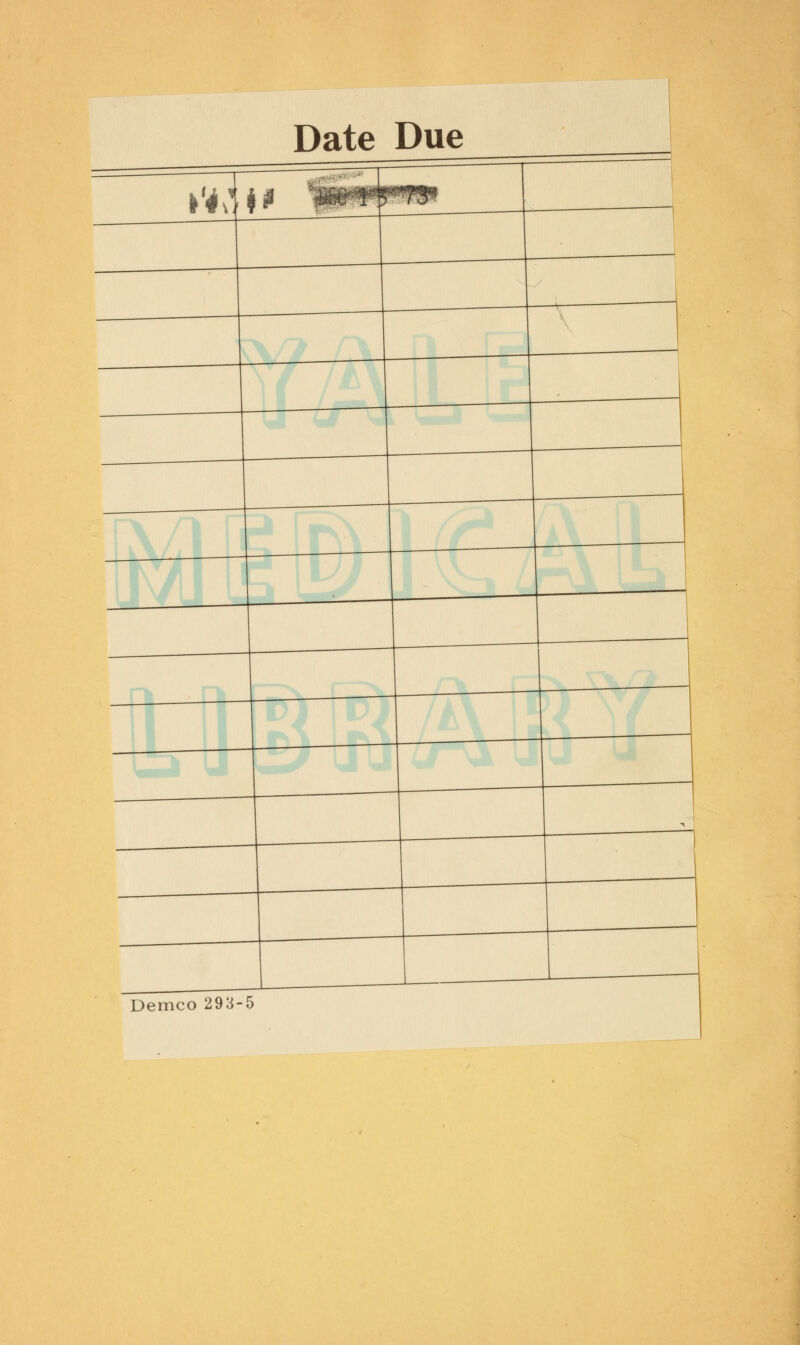 Date Due
YALE
MEDICAL
LIBRARY
Demco 293-5